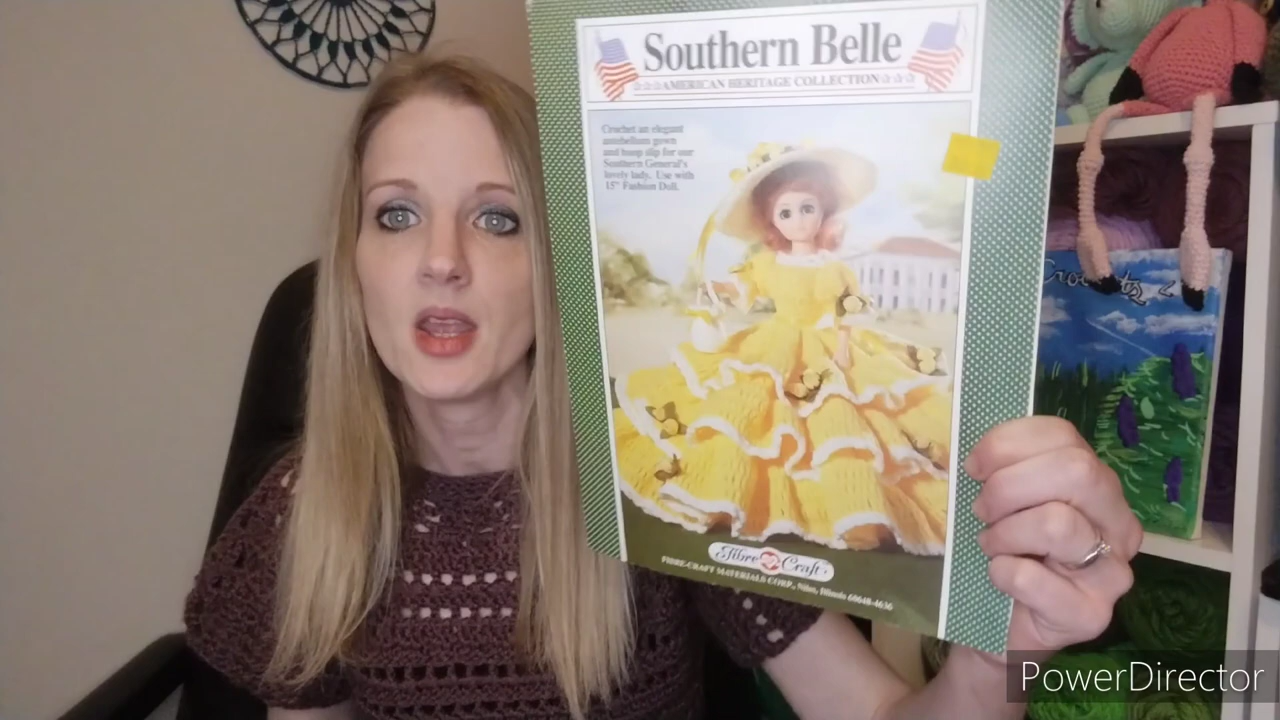 Southern Belle
☆☆☆AMERICAN HERITAGE COLLECTION☆☆☆
Crochet an elegant
antebellum gown
and hoop slip for our
Southern General's
lovely lady. Use with
15" Fashion Doll.
Fibre Craft
FIBRE-CRAFT MATERIALS CORP., Niles, Illinois 60648-4636
PowerDirector